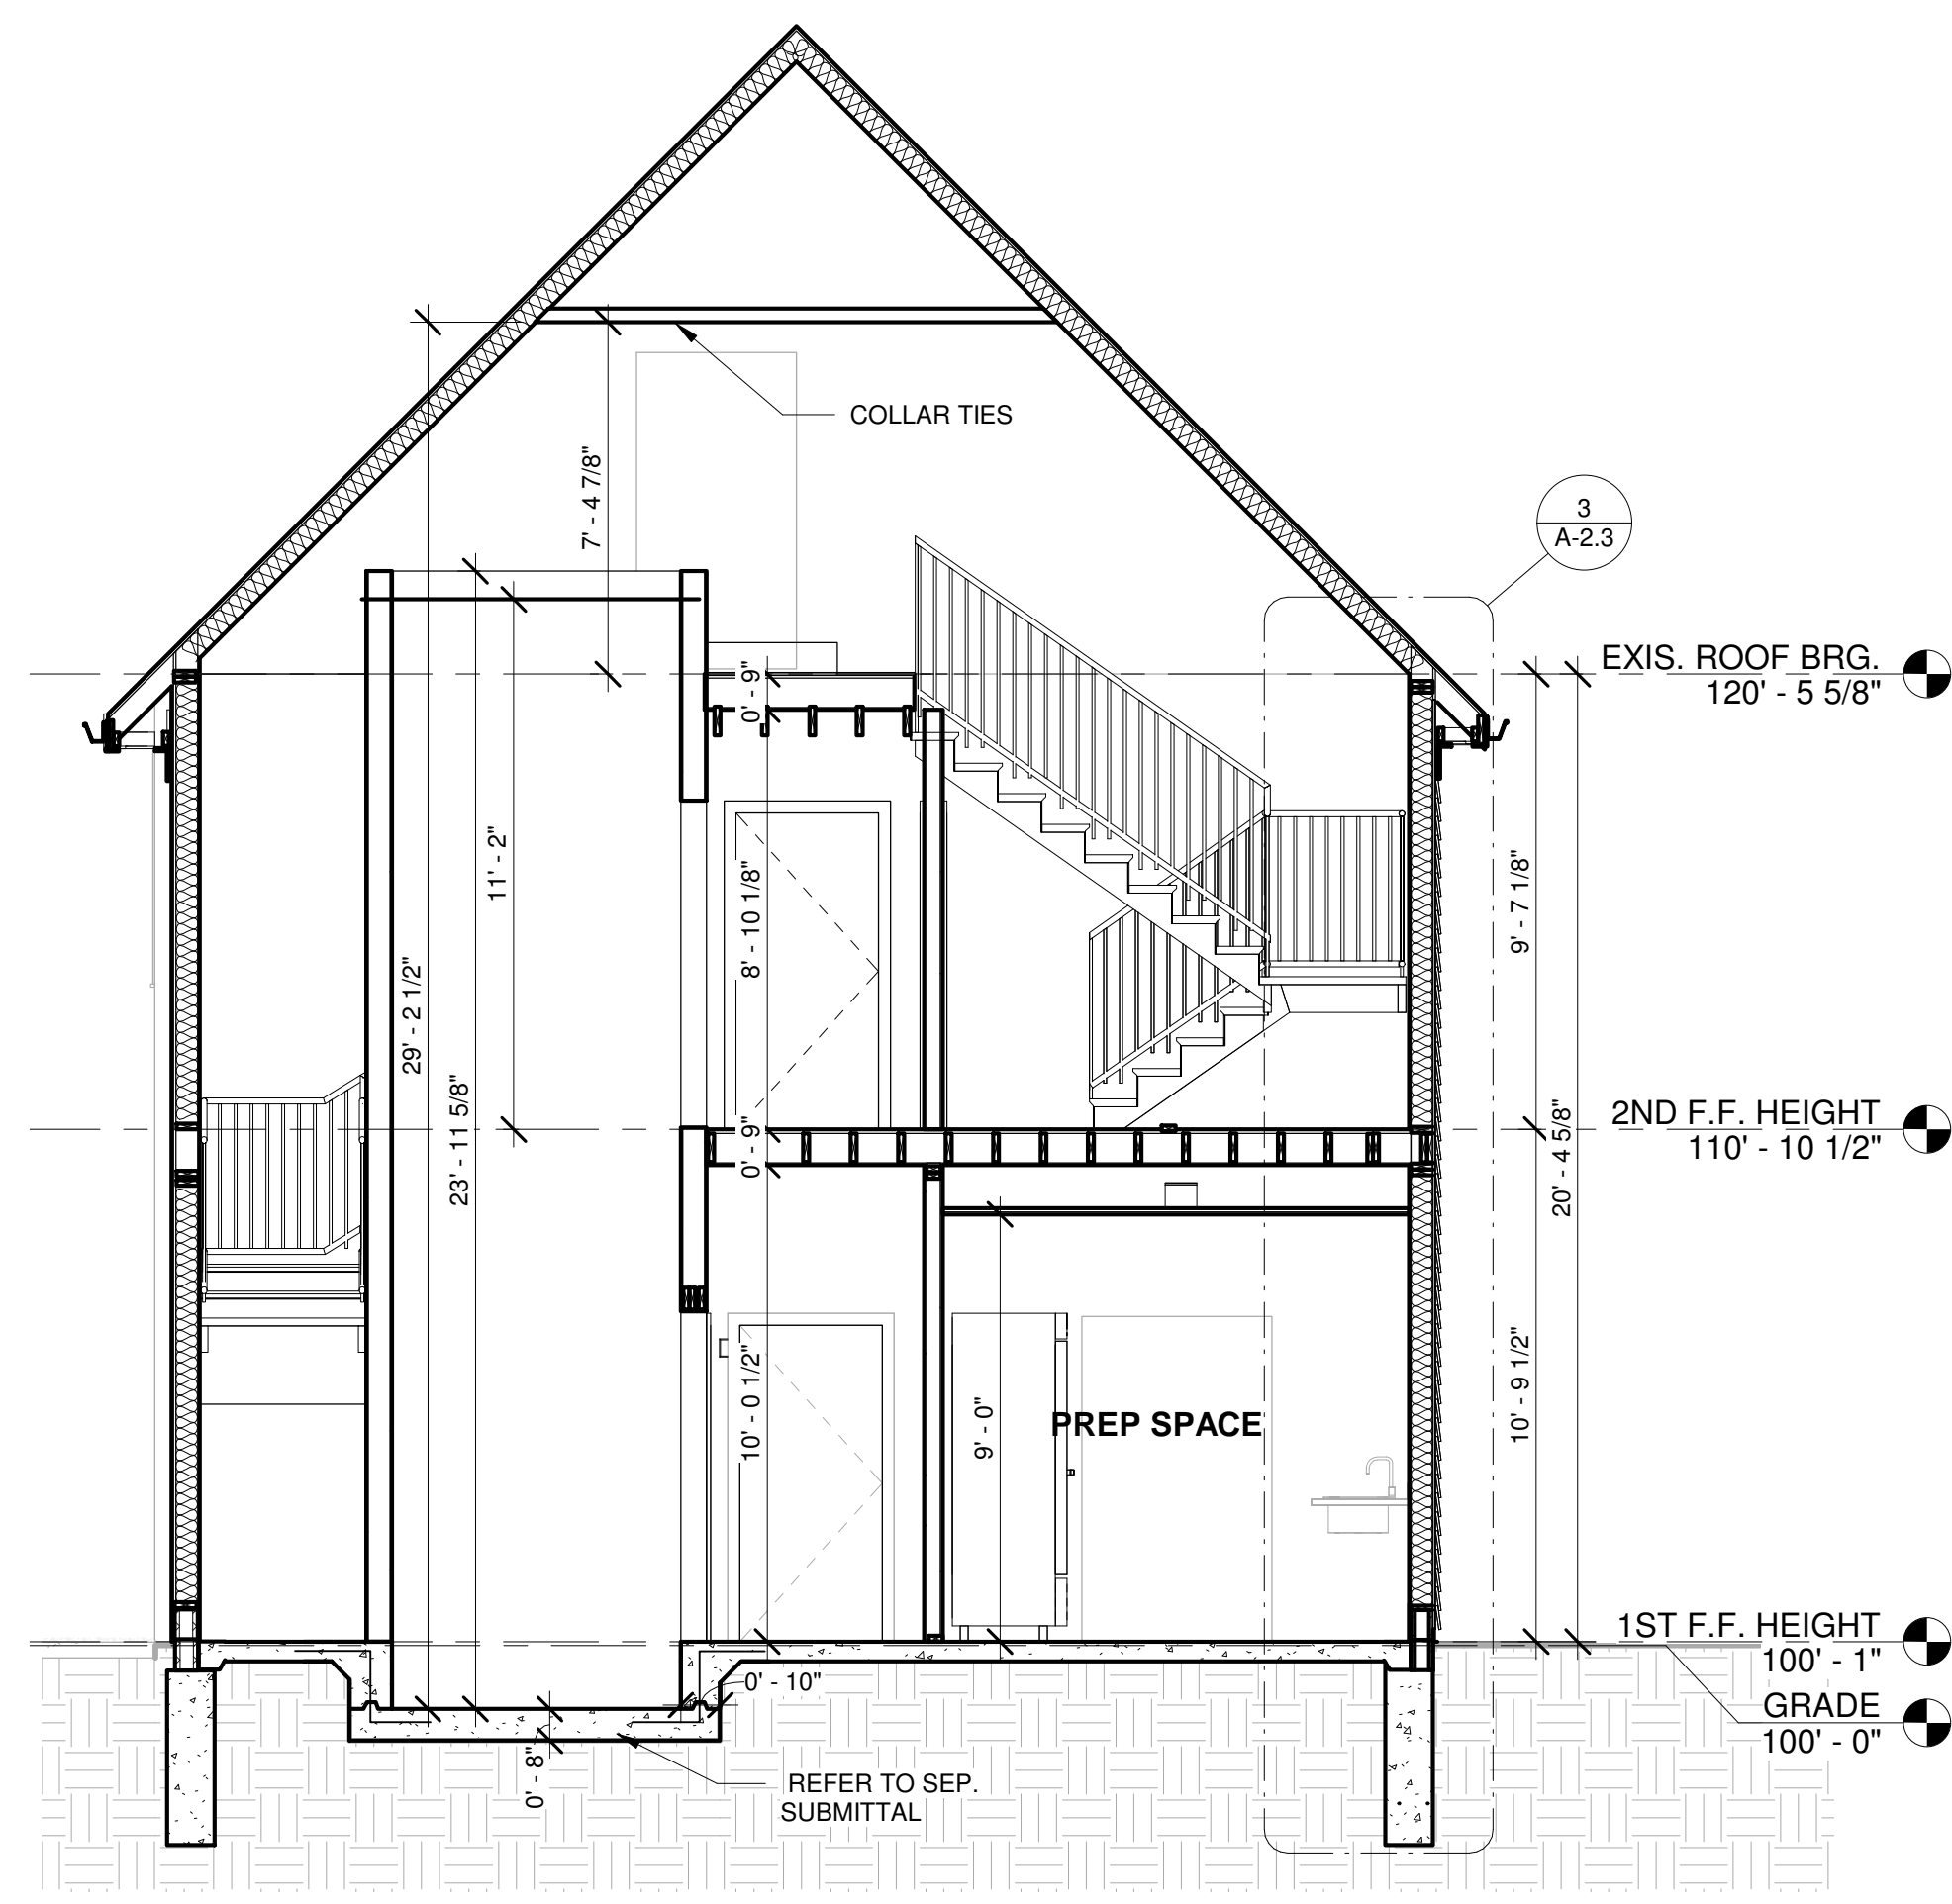 COLLAR TIES
7' - 4 7/8"
3
A-2.3
EXIS. ROOF BRG.
120' - 5 5/8"
0' - 9"
11' - 2"
8' - 10 1/8"
9' - 7 1/8"
29' - 2 1/2"
23' - 11 5/8"
0' - 9"
2ND F.F. HEIGHT
110' - 10 1/2"
20' - 4 5/8"
10' - 0 1/2"
9' - 0"
PREP SPACE
10' - 9 1/2"
1ST F.F. HEIGHT
100' - 1"
GRADE
100' - 0"
0' - 10"
0' - 8"
REFER TO SEP.
SUBMITTAL